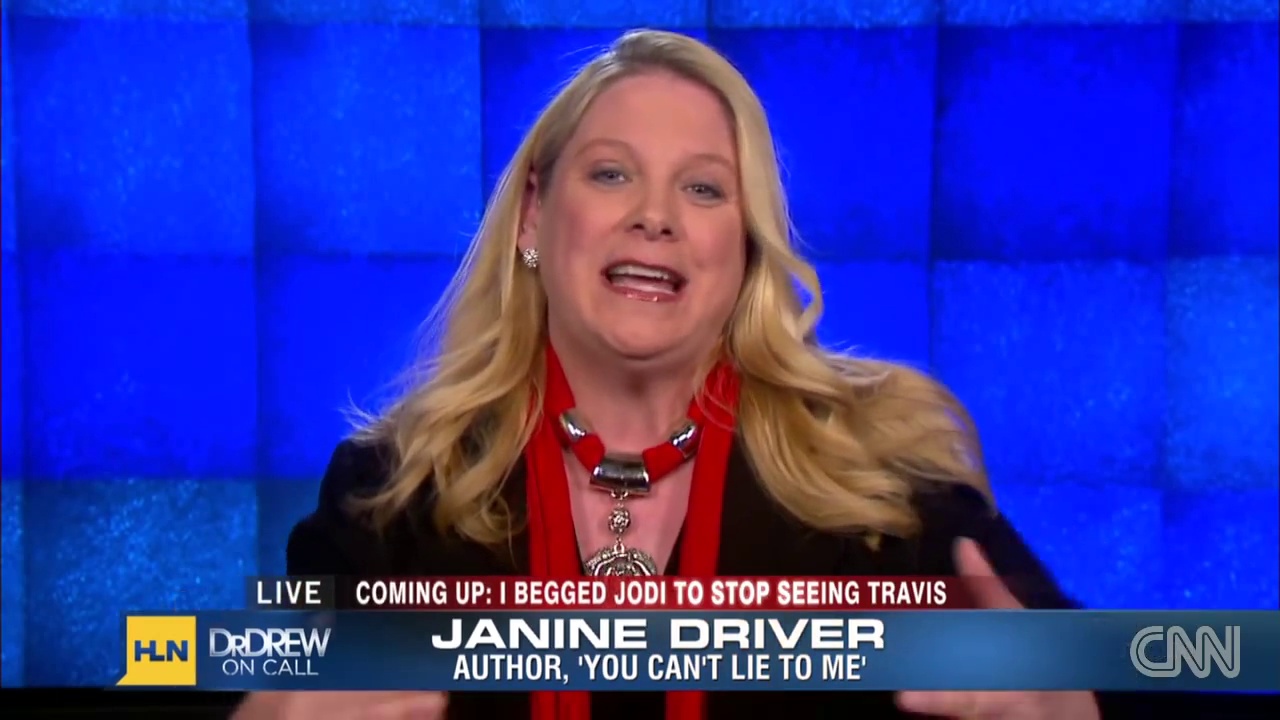 LIVE COMING UP: I BEGGED JODI TO STOP SEEING TRAVIS
HLN DRDREW ON CALL
JANINE DRIVER
AUTHOR, 'YOU CAN'T LIE TO ME'
CNN